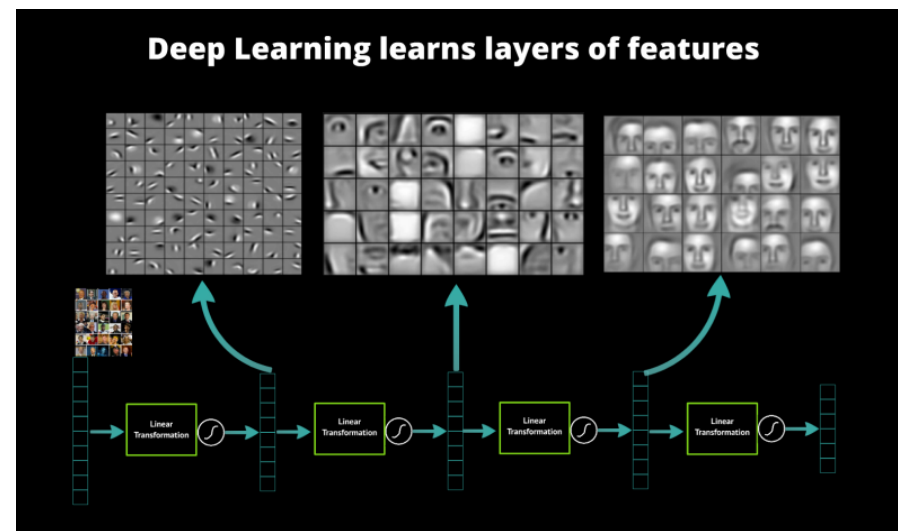 Deep Learning learns layers of features
Linear
Transformation
Linear
Transformation
Linear
Transformation
Linear
Transformation